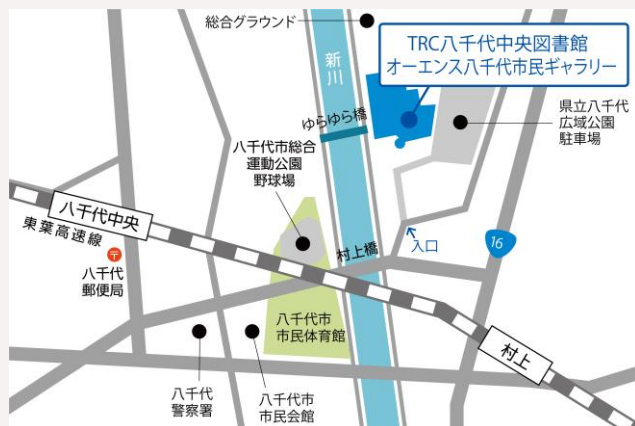 総合グラウンド
新川
TRC八千代中央図書館
オーエンス八千代市民ギャラリー
ゆらゆら橋
県立八千代
広域公園
駐車場
八千代市総合
運動公園
野球場
八千代中央
東葉高速線
〒
八千代
郵便局
村上橋
入口
16
八千代市
市民体育館
村上
八千代
警察署
八千代市
市民会館